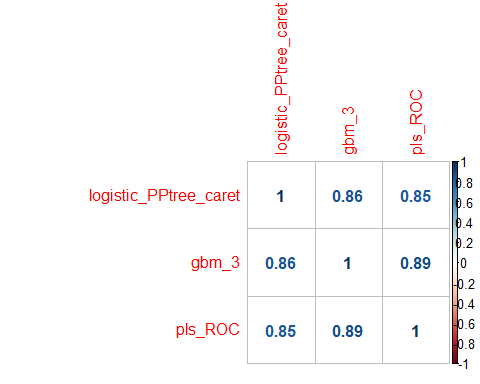 logistic_PPtree_caret
gbm_3
pls_ROC
logistic_PPtree_caret 1 0.86 0.85
gbm_3 0.86 1 0.89
pls_ROC 0.85 0.89 1
1
0.8
0.6
0.4
0.2
0
-0.2
-0.4
-0.6
-0.8
-1